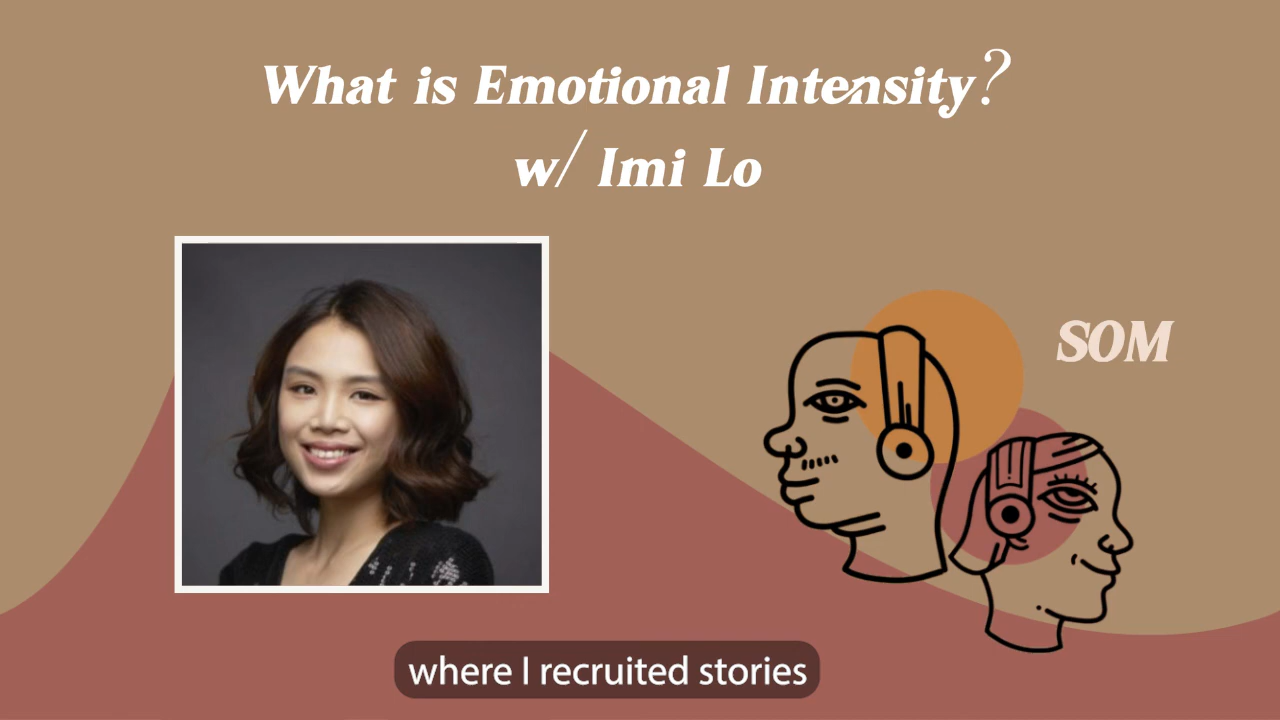 What is Emotional Intensity?
w/ Imi Lo
SOM
where I recruited stories